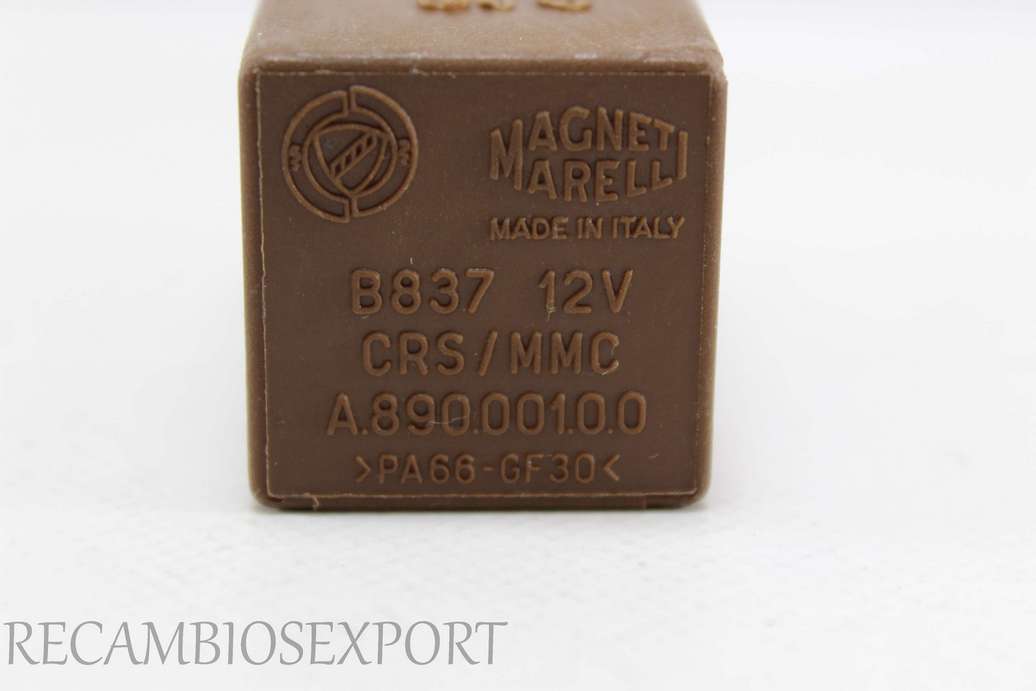 MAGNETI
MARELLI
MADE IN ITALY
B837 12V
CRS/MMC
A.890.001.0.0
>PA66-GF30<
RECAMBIOSEXPORT